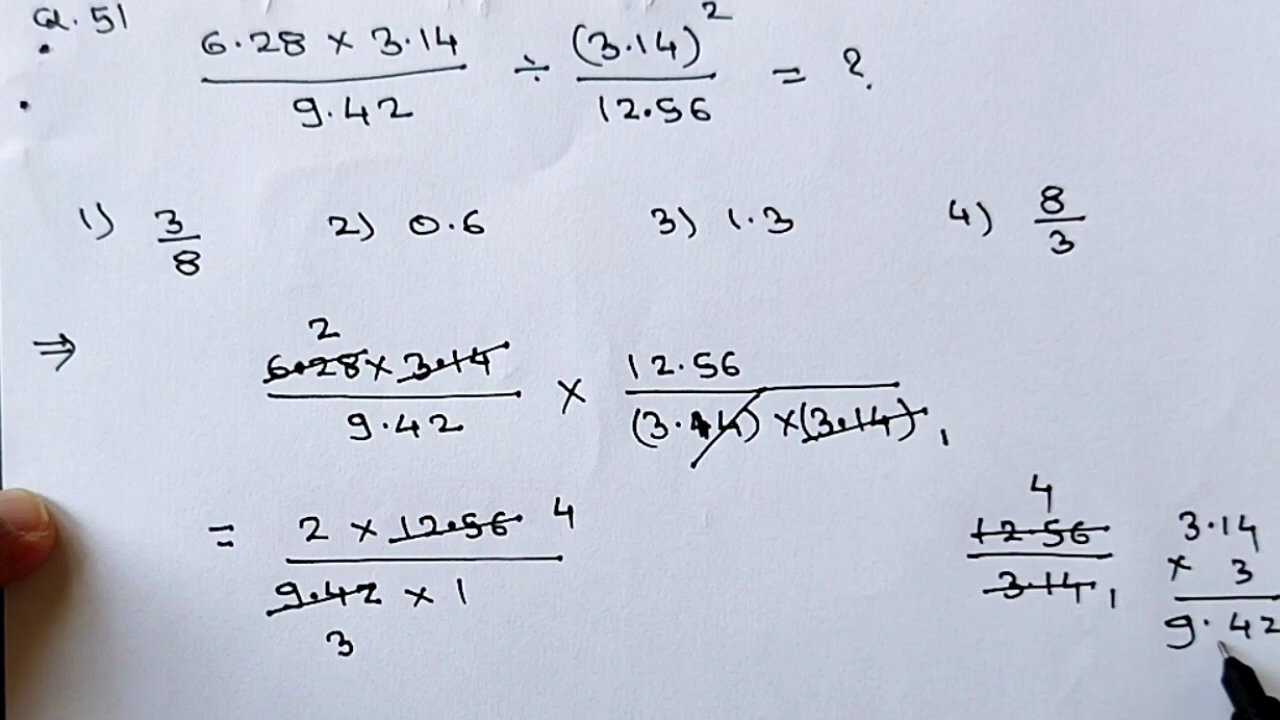 Q. 51
6.28 × 3.14 ÷ (3.14)² = ?
9.42 12.56
1) 3/8 2) 0.6 3) 1.3 4) 8/3
2
⇒ 6.28 × 3.14 × 12.56
9.42 (3.14) × (3.14) 1
= 2 × 12.56 4
9.42 × 1
3
4
12.56
3.14 1
3.14
× 3
9.42